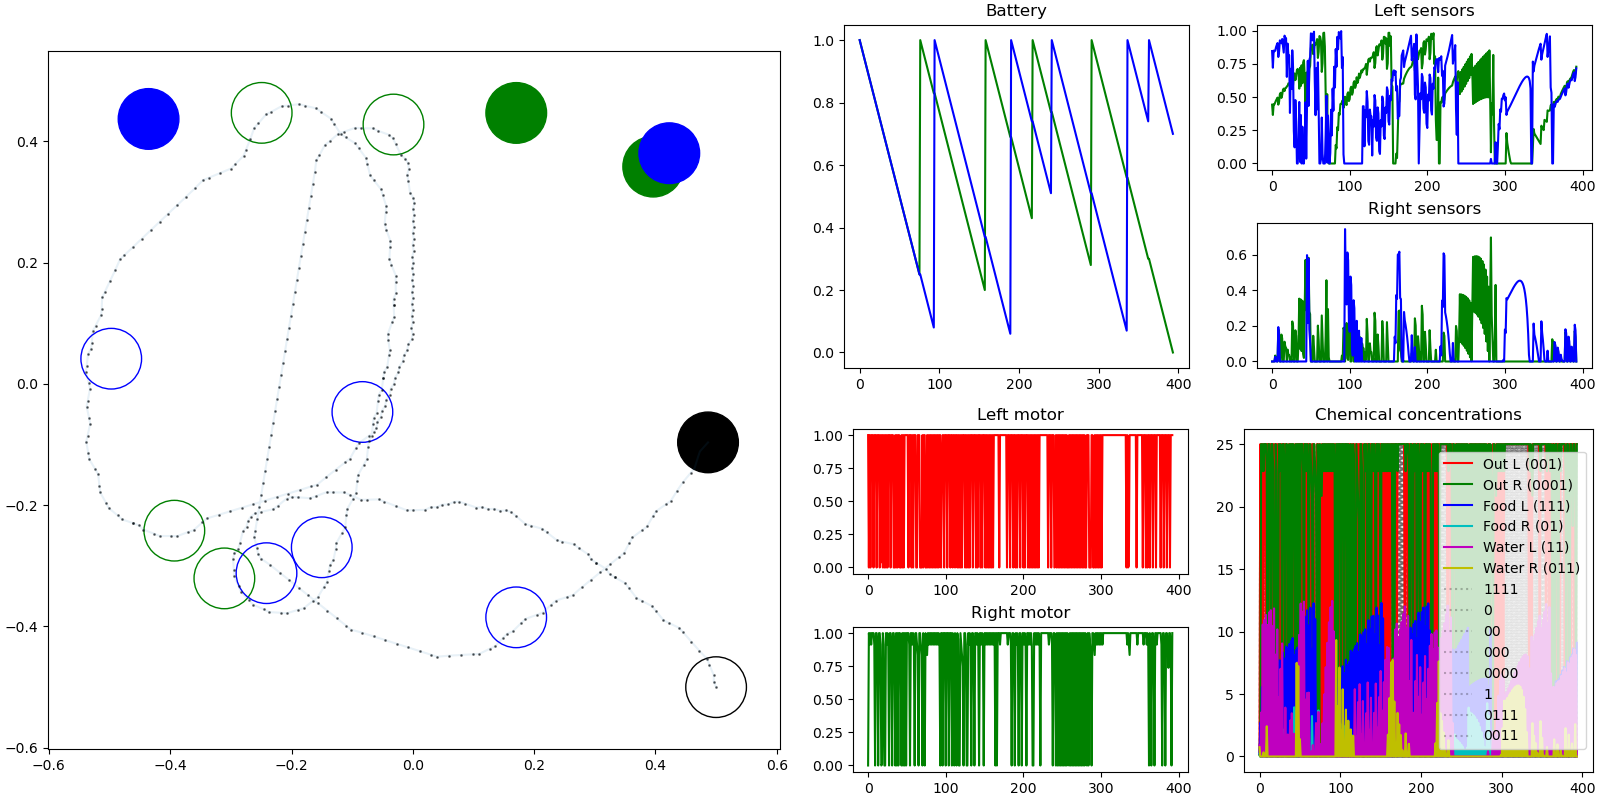 0.4
0.2
0.0
−0.2
−0.4
−0.6
−0.6 −0.4 −0.2 0.0 0.2 0.4 0.6
Battery
1.0
0.8
0.6
0.4
0.2
0.0
0 100 200 300 400
Left sensors
1.00
0.75
0.50
0.25
0.00
0 100 200 300 400
Right sensors
0.6
0.4
0.2
0.0
0 100 200 300 400
Left motor
1.00
0.75
0.50
0.25
0.00
0 100 200 300 400
Right motor
1.00
0.75
0.50
0.25
0.00
0 100 200 300 400
Chemical concentrations
25
20
15
10
5
0
0 100 200 300 400
Out L (001)
Out R (0001)
Food L (111)
Food R (01)
Water L (11)
Water R (011)
1111
0
00
000
0000
1
0111
0011